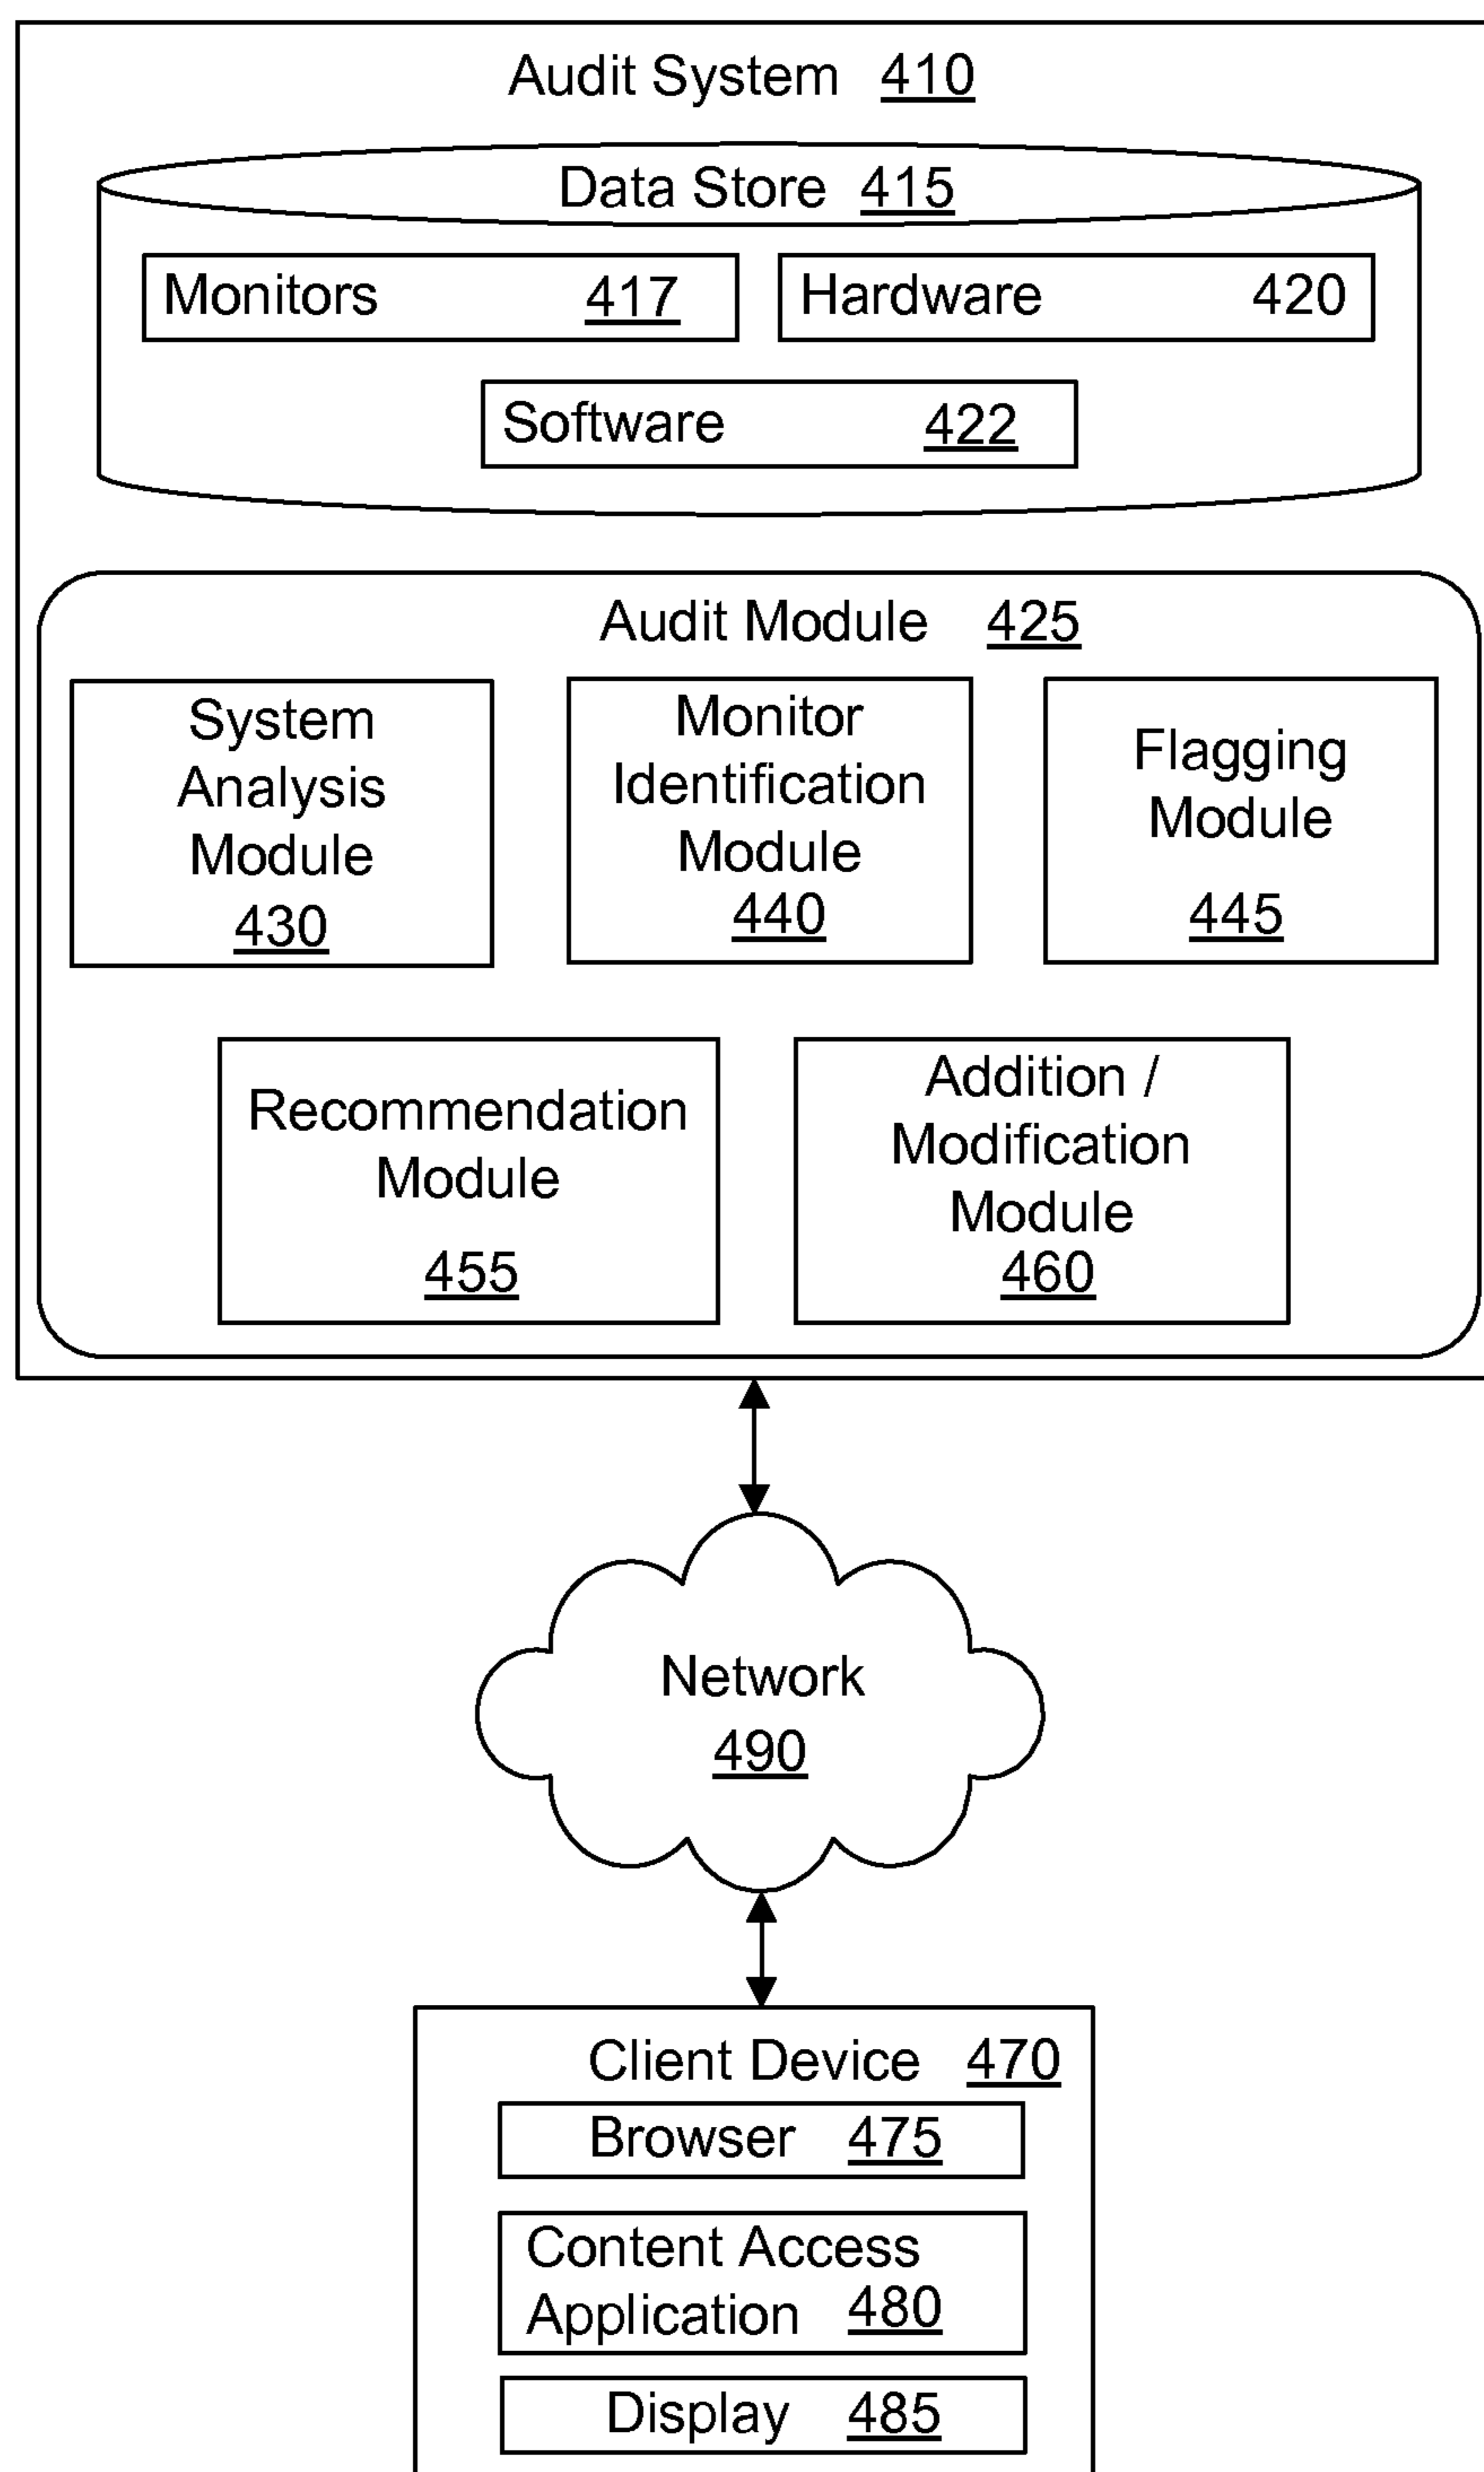 Audit System 410
Data Store 415
Monitors 417
Hardware 420
Software 422
Audit Module 425
System
Analysis
Module
430
Monitor
Identification
Module
440
Flagging
Module
445
Recommendation
Module
455
Addition /
Modification
Module
460
Network
490
Client Device 470
Browser 475
Content Access
Application 480
Display 485